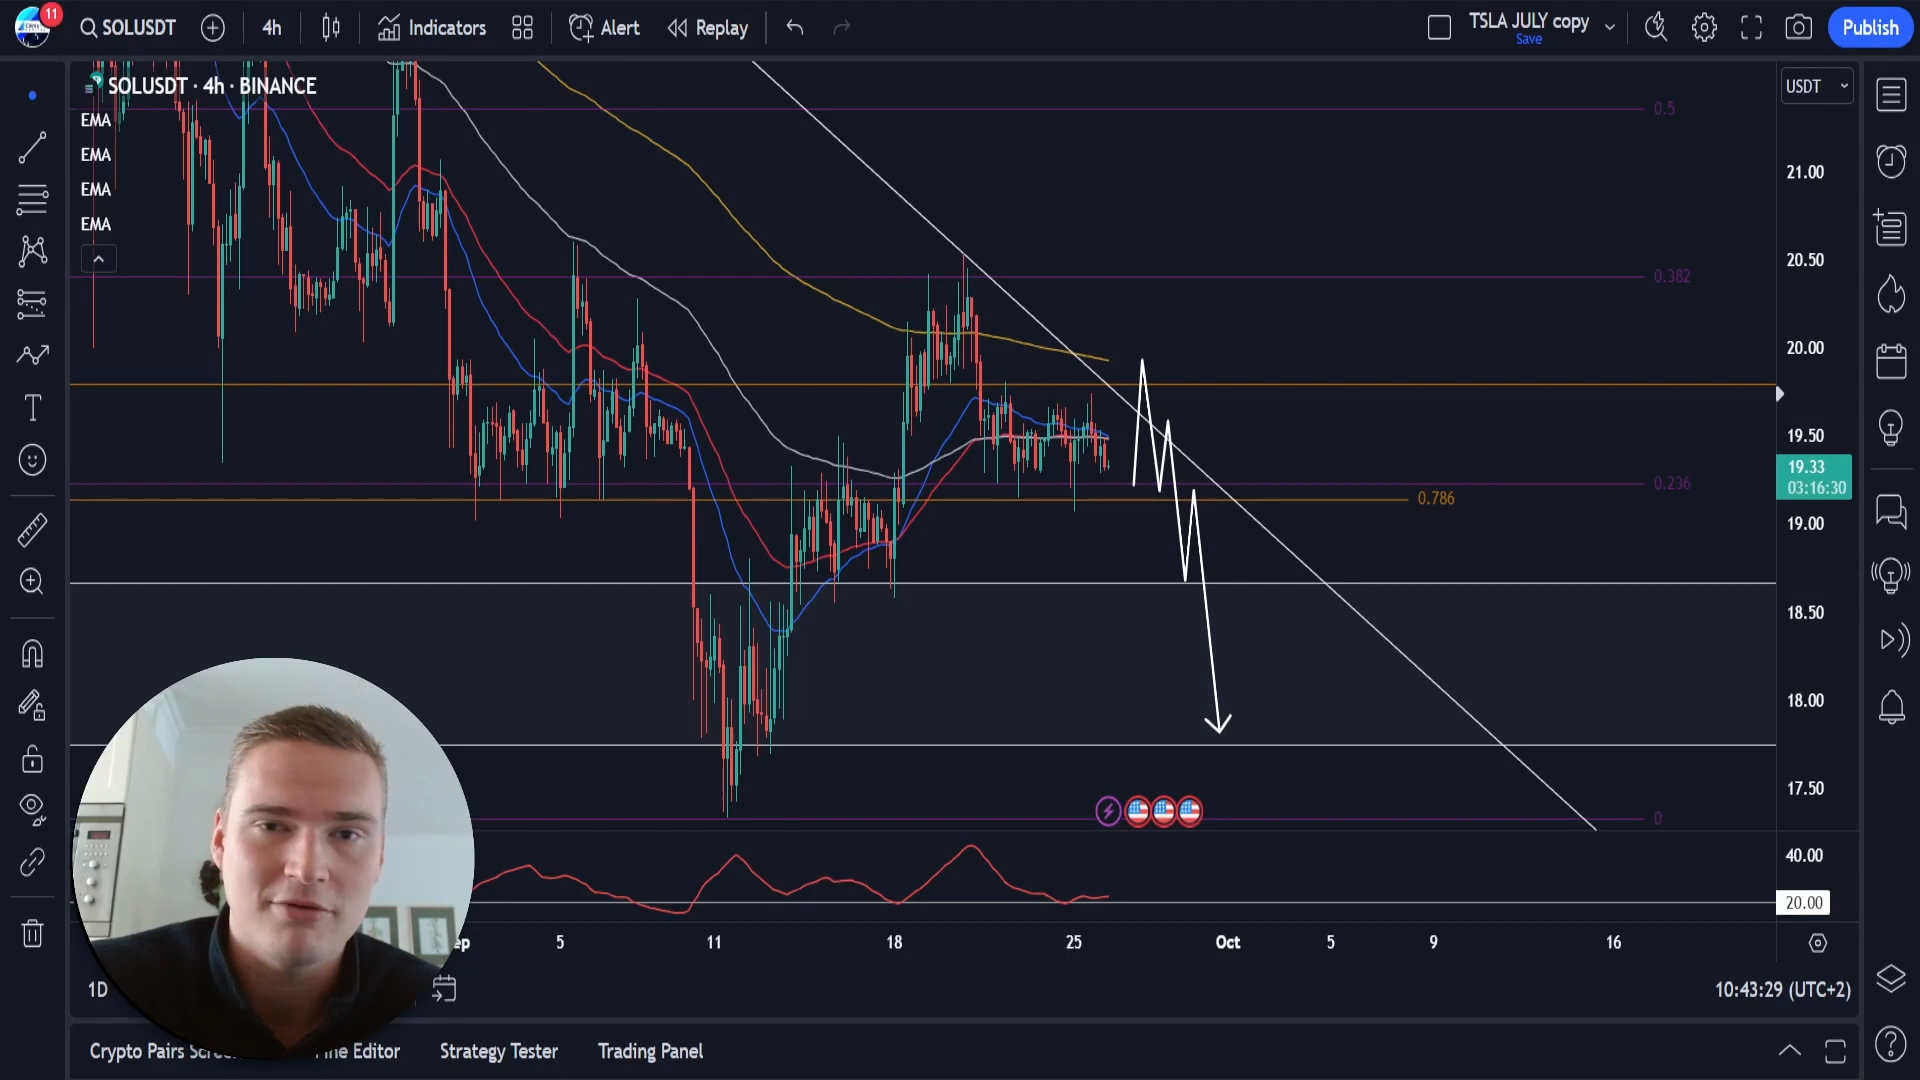 11
SOLUSDT
4h
Indicators
Alert
Replay
TSLA JULY copy
Save
Publish
SOLUSDT · 4h · BINANCE
USDT
EMA
EMA
EMA
EMA
0.5
0.382
0.236
0.786
0
21.00
20.50
20.00
19.50
19.33
03:16:30
19.00
18.50
18.00
17.50
40.00
20.00
5
11
18
25
Oct
5
9
16
1D
10:43:29 (UTC+2)
Crypto Pairs
Editor
Strategy Tester
Trading Panel